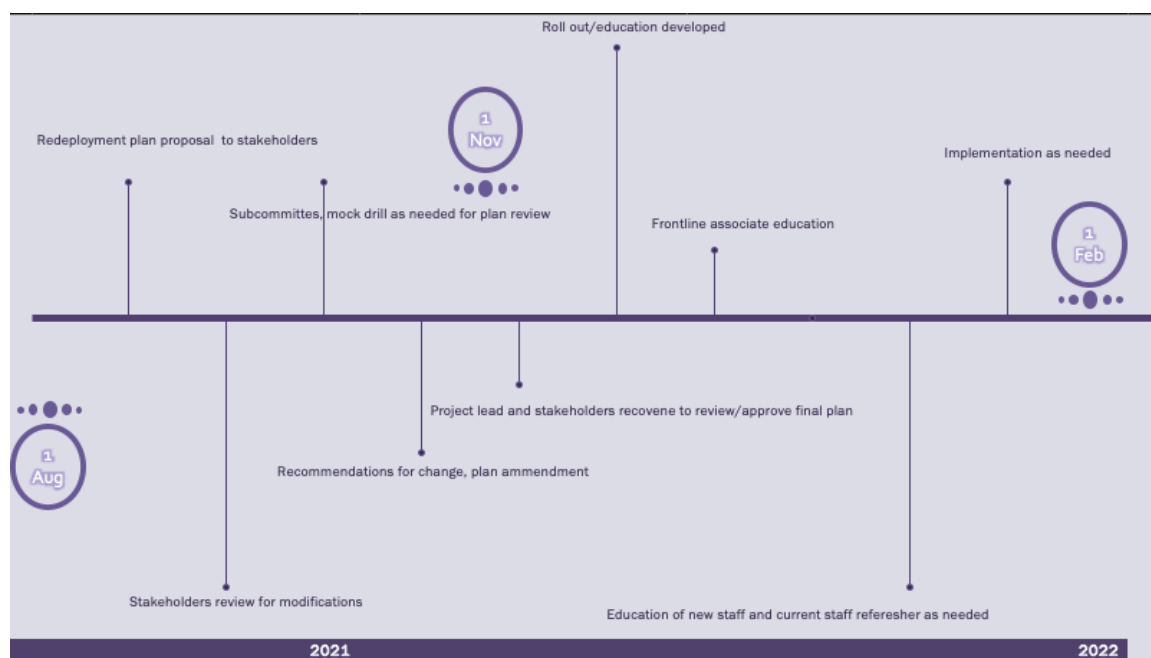 Roll out/education developed
1
Nov
Redeployment plan proposal to stakeholders
Implementation as needed
Subcommittes, mock drill as needed for plan review
Frontline associate education
1
Feb
Project lead and stakeholders recovene to review/approve final plan
1
Aug
Recommendations for change, plan ammendment
Stakeholders review for modifications
Education of new staff and current staff referesher as needed
2021
2022